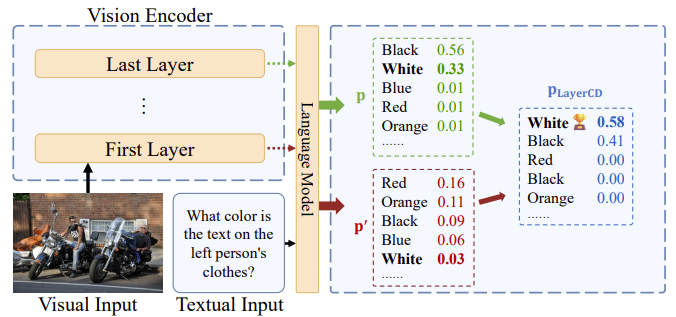 Vision Encoder
Last Layer
⋮
First Layer
Visual Input
What color is
the text on the
left person's
clothes?
Textual Input
Language Model
p
Black 0.56
White 0.33
Blue 0.01
Red 0.01
Orange 0.01
......
p′
Red 0.16
Orange 0.11
Black 0.09
Blue 0.06
White 0.03
......
pLayerCD
White 0.58
Black 0.41
Red 0.00
Black 0.00
Orange 0.00
......